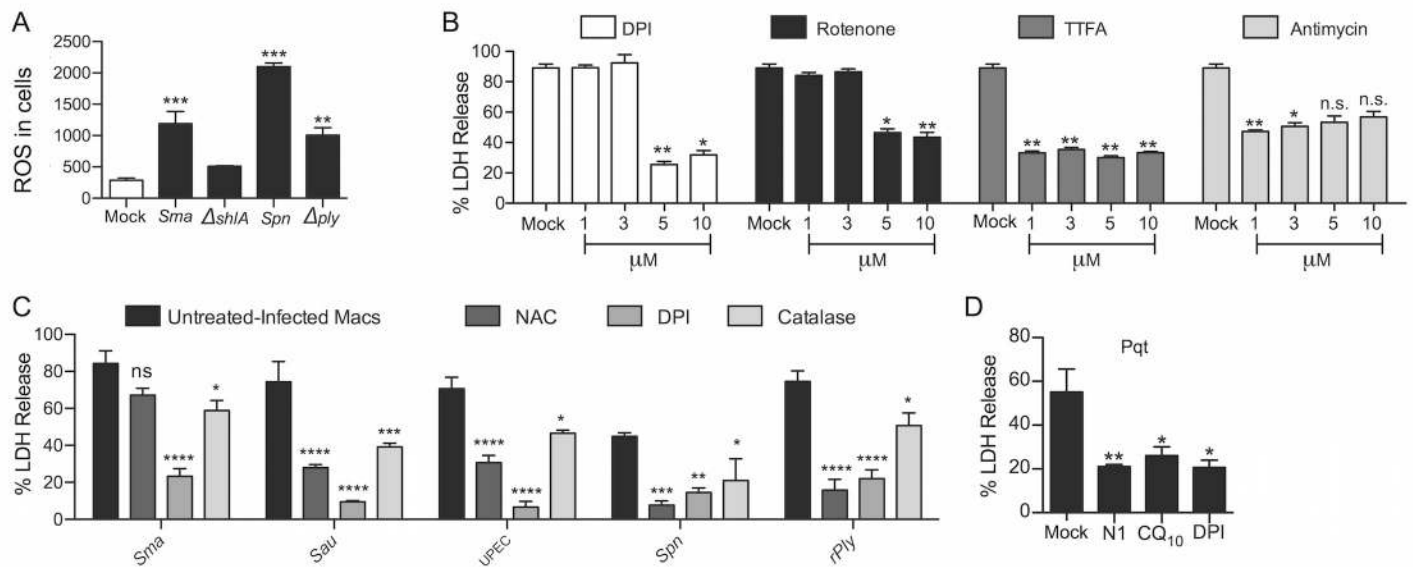 A
ROS in cells
2500
2000
1500
1000
500
0
***
***
**
Mock Sma ΔshlA Spn Δply
B
DPI Rotenone TTFA Antimycin
% LDH Release
100
80
60
40
20
0
** *
* **
** ** ** **
** * n.s. n.s.
Mock 1 3 5 10 Mock 1 3 5 10 Mock 1 3 5 10 Mock 1 3 5 10
μM μM μM μM
C
Untreated-Infected Macs NAC DPI Catalase
% LDH Release
100
80
60
40
20
0
ns **** *
**** **** ***
**** **** *
*** ** *
**** **** *
Sma Sau UPEC Spn rPly
D
Pqt
% LDH Release
80
60
40
20
0
** * *
Mock N1 CQ10 DPI